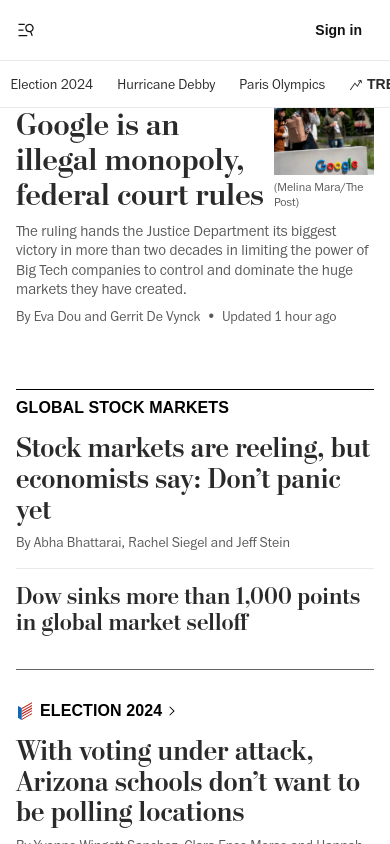 Sign in
Election 2024 Hurricane Debby Paris Olympics
Google is an
illegal monopoly,
federal court rules
Google
(Melina Mara/The
Post)
The ruling hands the Justice Department its biggest
victory in more than two decades in limiting the power of
Big Tech companies to control and dominate the huge
markets they have created.
By Eva Dou and Gerrit De Vynck • Updated 1 hour ago
GLOBAL STOCK MARKETS
Stock markets are reeling, but
economists say: Don’t panic
yet
By Abha Bhattarai, Rachel Siegel and Jeff Stein
Dow sinks more than 1,000 points
in global market selloff
ELECTION 2024
With voting under attack,
Arizona schools don’t want to
be polling locations